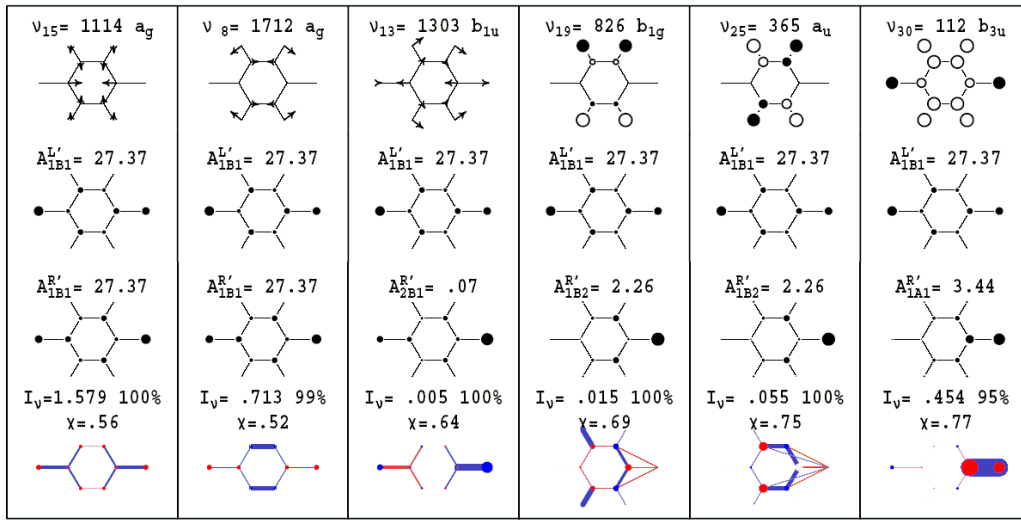 ν15= 1114 ag ν 8= 1712 ag ν13= 1303 b1u ν19= 826 b1g ν25= 365 au ν30= 112 b3u
AL'1B1= 27.37 AL'1B1= 27.37 AL'1B1= 27.37 AL'1B1= 27.37 AL'1B1= 27.37 AL'1B1= 27.37
AR'1B1= 27.37 AR'1B1= 27.37 AR'2B1= .07 AR'1B2= 2.26 AR'1B2= 2.26 AR'1A1= 3.44
Iν=1.579 100% Iν= .713 99% Iν= .005 100% Iν= .015 100% Iν= .055 100% Iν= .454 95%
χ=.56 χ=.52 χ=.64 χ=.69 χ=.75 χ=.77